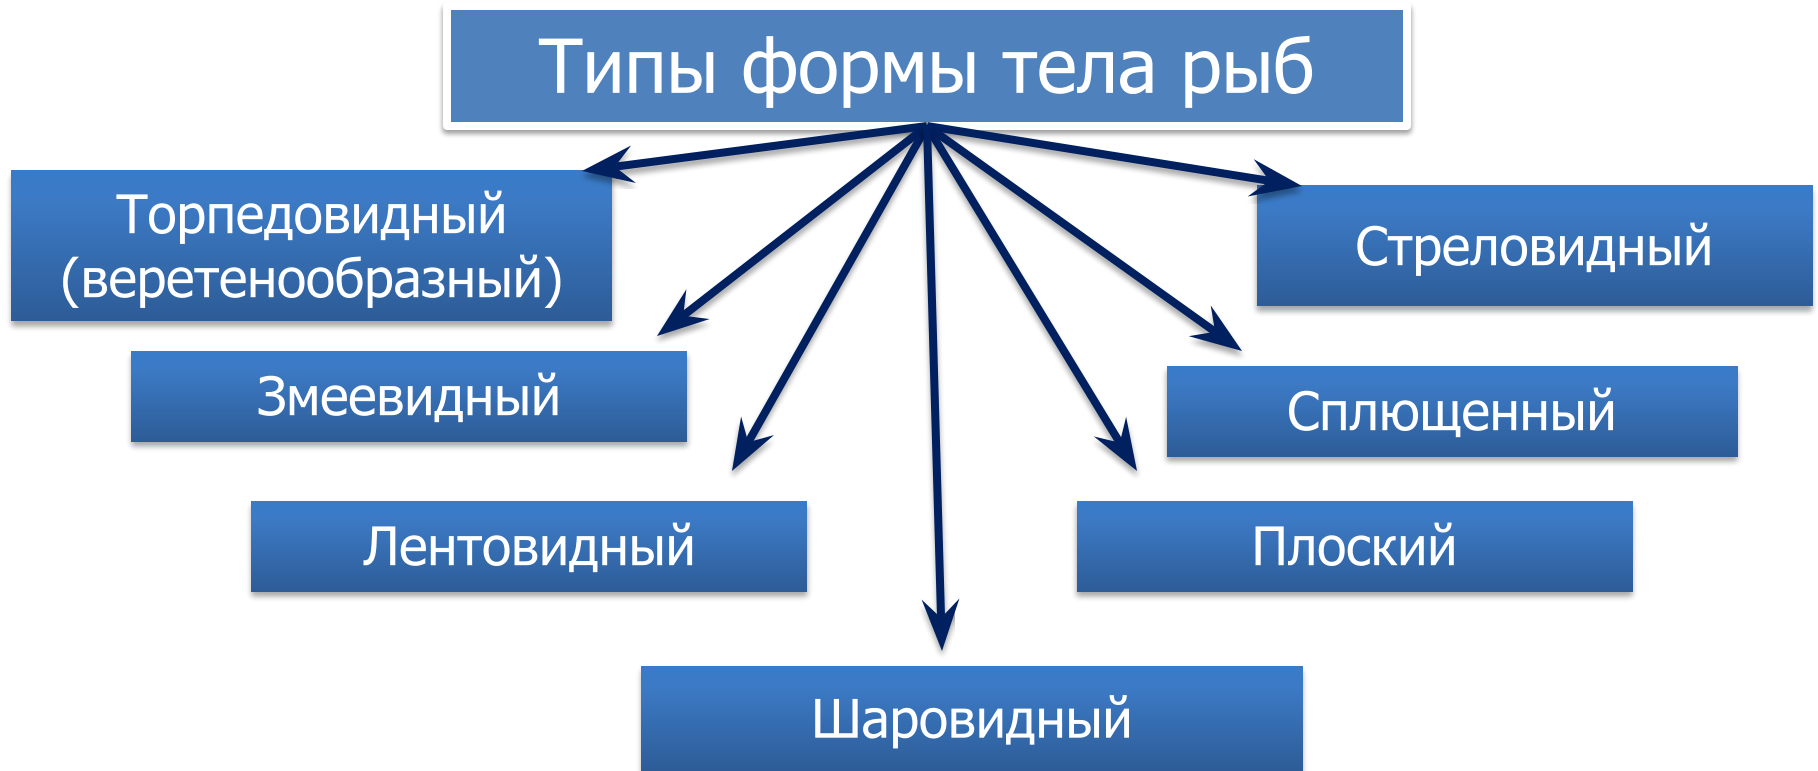 Типы формы тела рыб
Торпедовидный
(веретенообразный)
Стреловидный
Змеевидный
Сплющенный
Лентовидный
Плоский
Шаровидный